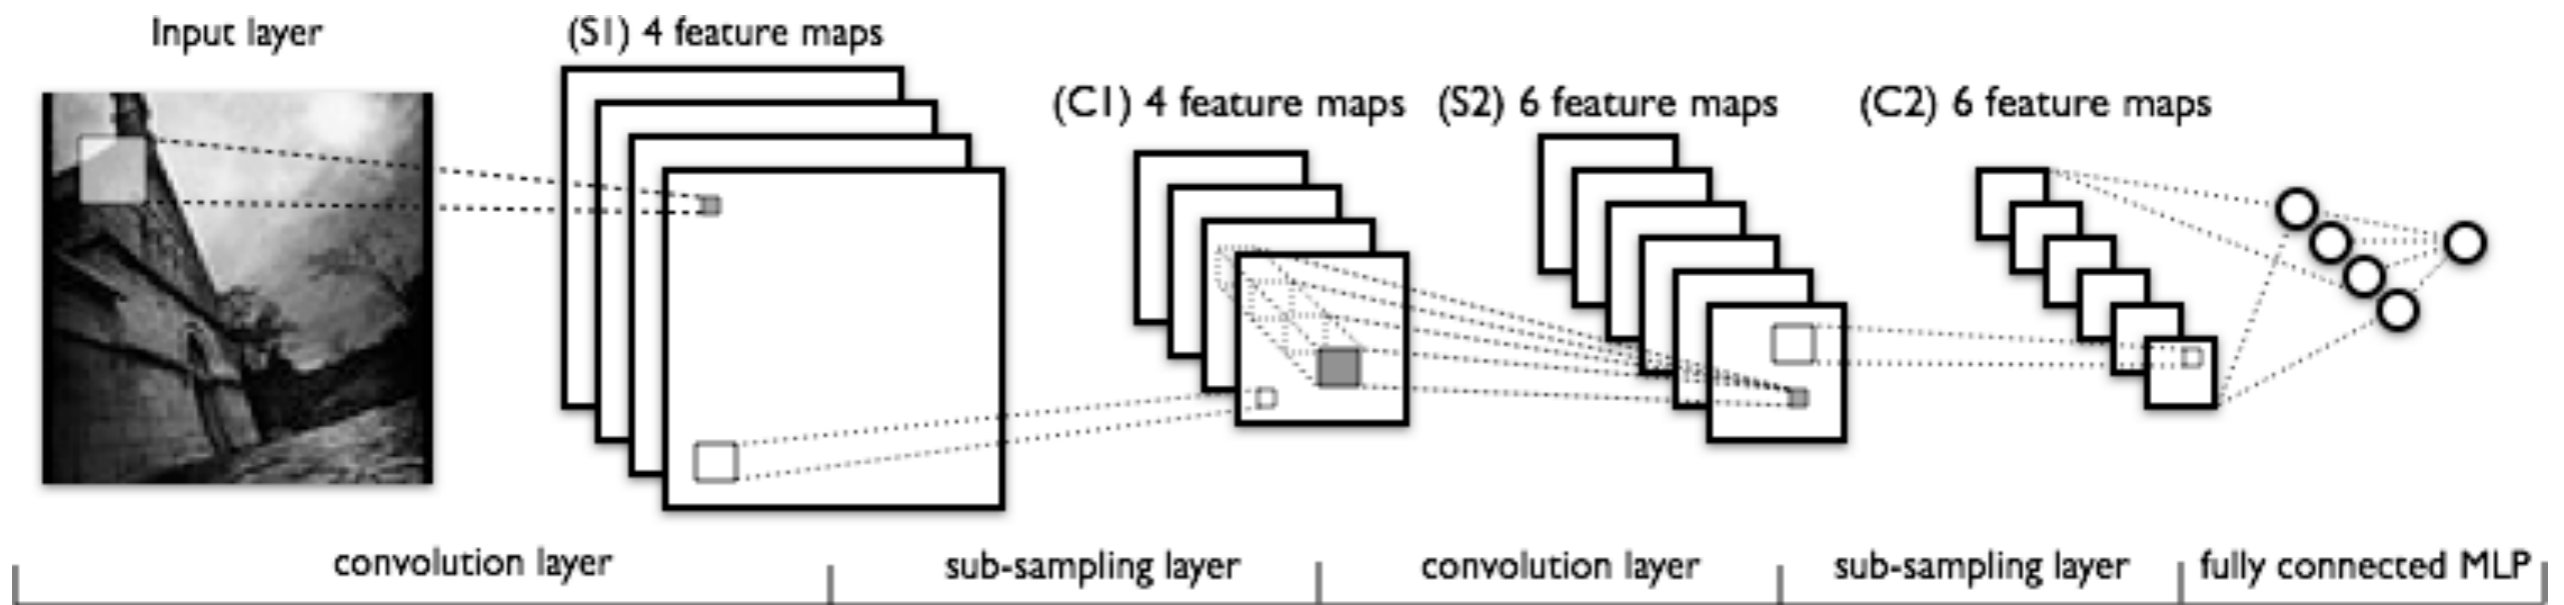 Input layer
(S1) 4 feature maps
(C1) 4 feature maps
(S2) 6 feature maps
(C2) 6 feature maps
convolution layer
sub-sampling layer
convolution layer
sub-sampling layer
fully connected MLP